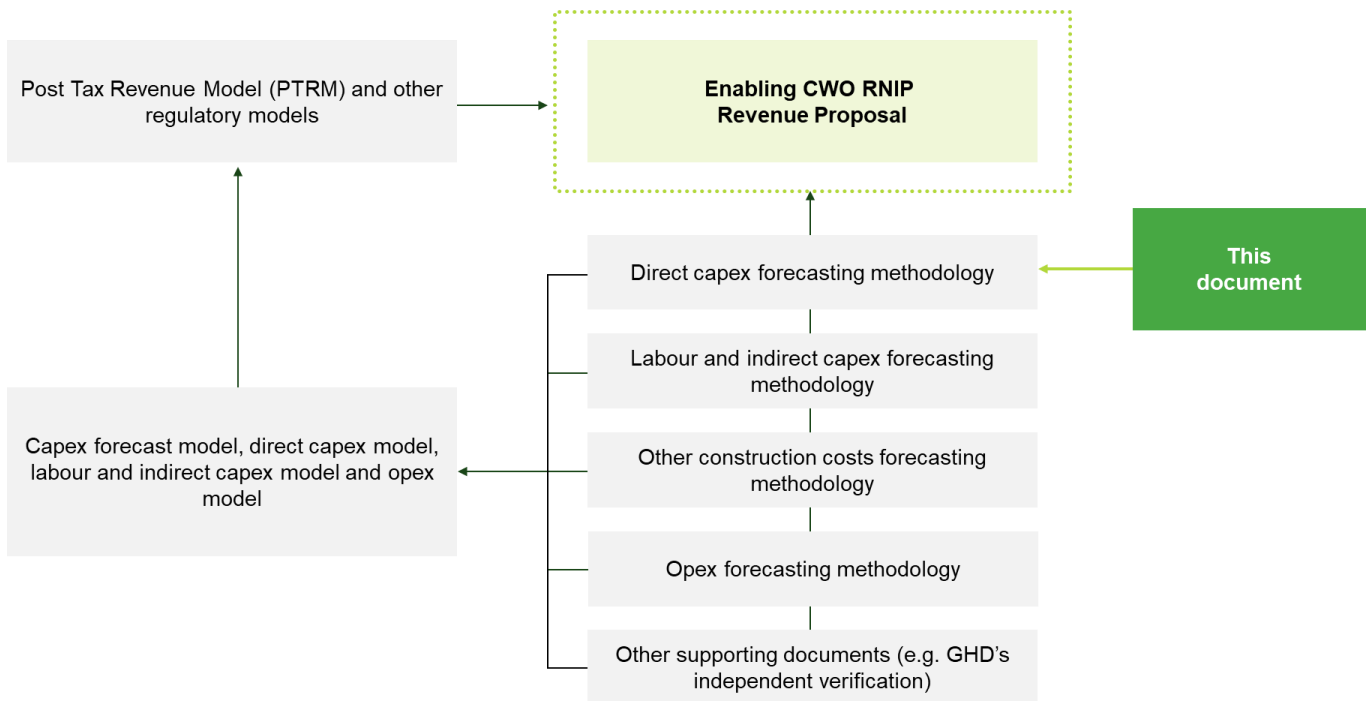 Post Tax Revenue Model (PTRM) and other
regulatory models
Enabling CWO RNIP
Revenue Proposal
This
document
Direct capex forecasting methodology
Labour and indirect capex forecasting
methodology
Capex forecast model, direct capex model,
labour and indirect capex model and opex
model
Other construction costs forecasting
methodology
Opex forecasting methodology
Other supporting documents (e.g. GHD’s
independent verification)